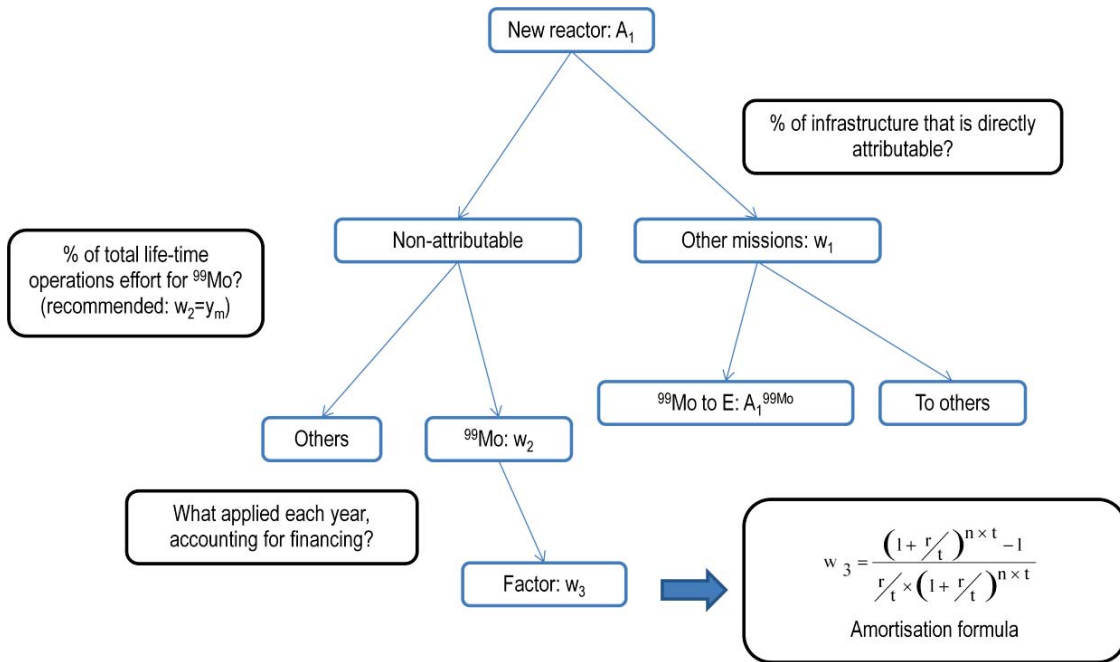 New reactor: A₁
% of infrastructure that is directly
attributable?
Non-attributable
Other missions: w₁
% of total life-time
operations effort for ⁹⁹Mo?
(recommended: w₂=yₘ)
⁹⁹Mo to E: A₁⁹⁹ᴹᵒ
To others
Others
⁹⁹Mo: w₂
What applied each year,
accounting for financing?
Factor: w₃
w ₃ = ((1 + r/t)^(n × t) − 1) / (r/t × (1 + r/t)^(n × t))
Amortisation formula